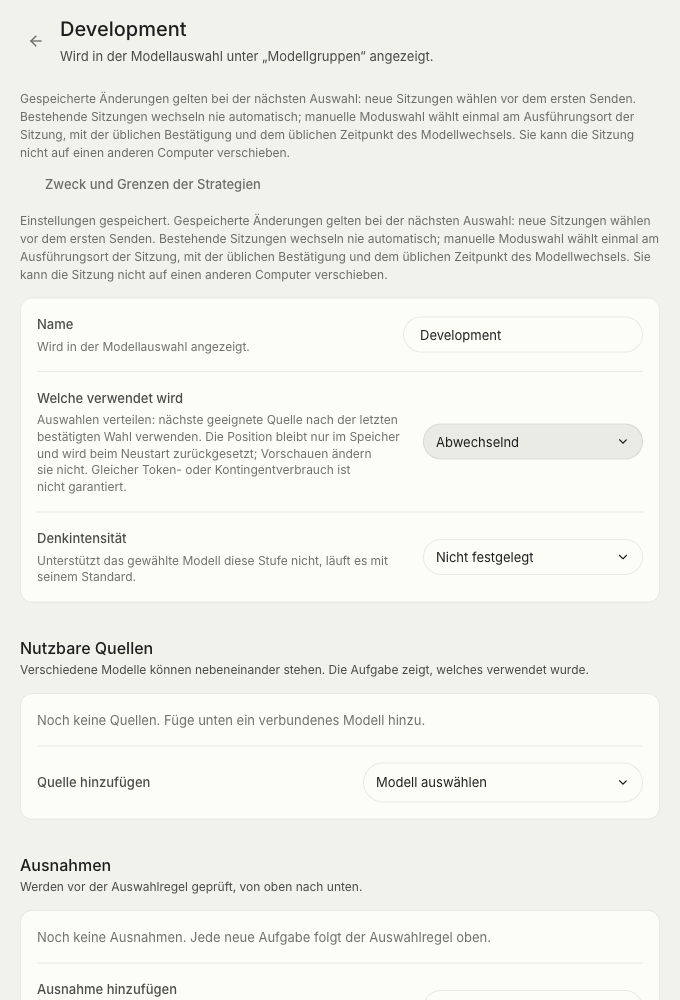 Development
Wird in der Modellauswahl unter „Modellgruppen“ angezeigt.
Gespeicherte Änderungen gelten bei der nächsten Auswahl: neue Sitzungen wählen vor dem ersten Senden.
Bestehende Sitzungen wechseln nie automatisch; manuelle Moduswahl wählt einmal am Ausführungsort der
Sitzung, mit der üblichen Bestätigung und dem üblichen Zeitpunkt des Modellwechsels. Sie kann die Sitzung
nicht auf einen anderen Computer verschieben.
Zweck und Grenzen der Strategien
Einstellungen gespeichert. Gespeicherte Änderungen gelten bei der nächsten Auswahl: neue Sitzungen wählen
vor dem ersten Senden. Bestehende Sitzungen wechseln nie automatisch; manuelle Moduswahl wählt einmal am
Ausführungsort der Sitzung, mit der üblichen Bestätigung und dem üblichen Zeitpunkt des Modellwechsels. Sie
kann die Sitzung nicht auf einen anderen Computer verschieben.
Name
Wird in der Modellauswahl angezeigt.
Development
Welche verwendet wird
Auswahlen verteilen: nächste geeignete Quelle nach der letzten
bestätigten Wahl verwenden. Die Position bleibt nur im Speicher
und wird beim Neustart zurückgesetzt; Vorschauen ändern
sie nicht. Gleicher Token- oder Kontingentverbrauch ist
nicht garantiert.
Abwechselnd
Denkintensität
Unterstützt das gewählte Modell diese Stufe nicht, läuft es mit
seinem Standard.
Nicht festgelegt
Nutzbare Quellen
Verschiedene Modelle können nebeneinander stehen. Die Aufgabe zeigt, welches verwendet wurde.
Noch keine Quellen. Füge unten ein verbundenes Modell hinzu.
Quelle hinzufügen
Modell auswählen
Ausnahmen
Werden vor der Auswahlregel geprüft, von oben nach unten.
Noch keine Ausnahmen. Jede neue Aufgabe folgt der Auswahlregel oben.
Ausnahme hinzufügen